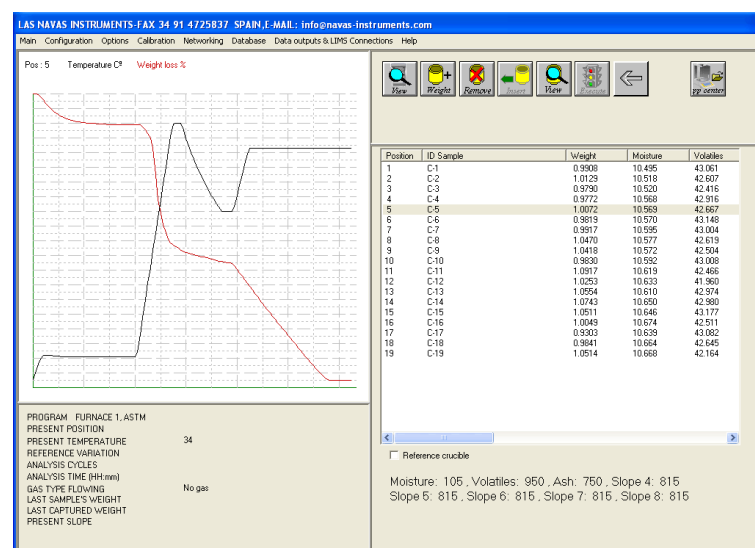 LAS NAVAS INSTRUMENTS-FAX 34 91 4725837 SPAIN,E-MAIL: info@navas-instruments.com
Main Configuration Options Calibration Networking Database Data outputs & LIMS Connections Help
Pos : 5 Temperature Cº Weight loss %
View Weight Remove Insert View Execute pp center
Position ID Sample Weight Moisture Volatiles
1 C-1 0.9908 10.495 43.061
2 C-2 1.0129 10.518 42.607
3 C-3 0.9790 10.520 42.416
4 C-4 0.9772 10.568 42.916
5 C-5 1.0072 10.569 42.667
6 C-6 0.9819 10.570 43.148
7 C-7 0.9917 10.595 43.004
8 C-8 1.0470 10.577 42.619
9 C-9 1.0418 10.572 42.504
10 C-10 0.9830 10.592 43.008
11 C-11 1.0917 10.619 42.466
12 C-12 1.0253 10.633 41.960
13 C-13 1.0554 10.610 42.974
14 C-14 1.0743 10.650 42.980
15 C-15 1.0511 10.646 43.177
16 C-16 1.0049 10.674 42.511
17 C-17 0.9303 10.639 43.082
18 C-18 0.9841 10.664 42.645
19 C-19 1.0514 10.668 42.164
Reference crucible
Moisture: 105 , Volatiles: 950 , Ash: 750 , Slope 4: 815
Slope 5: 815 , Slope 6: 815 , Slope 7: 815 , Slope 8: 815
PROGRAM FURNACE 1, ASTM
PRESENT POSITION
PRESENT TEMPERATURE 34
REFERENCE VARIATION
ANALYSIS CYCLES
ANALYSIS TIME (HH:mm)
GAS TYPE FLOWING No gas
LAST SAMPLE'S WEIGHT
LAST CAPTURED WEIGHT
PRESENT SLOPE